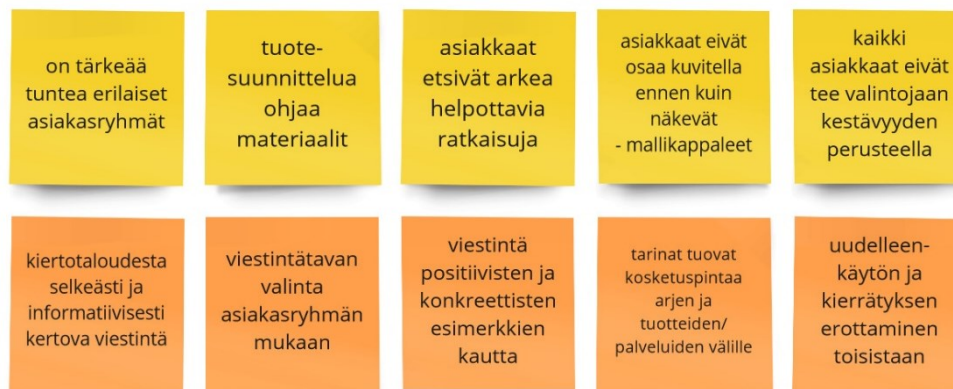 on tärkeää
tuntea erilaiset
asiakasryhmät
tuote-
suunnittelua
ohjaa
materiaalit
asiakkaat
etsivät arkea
helpottavia
ratkaisuja
asiakkaat eivät
osaa kuvitella
ennen kuin
näkevät
- mallikappaleet
kaikki
asiakkaat eivät
tee valintojaan
kestävyyden
perusteella
kiertotaloudesta
selkeästi ja
informatiivisesti
kertova viestintä
viestintätavan
valinta
asiakasryhmän
mukaan
viestintä
positiivisten ja
konkreettisten
esimerkkien
kautta
tarinat tuovat
kosketuspintaa
arjen ja
tuotteiden/
palveluiden välille
uudelleen-
käytön ja
kierrätyksen
erottaminen
toisistaan